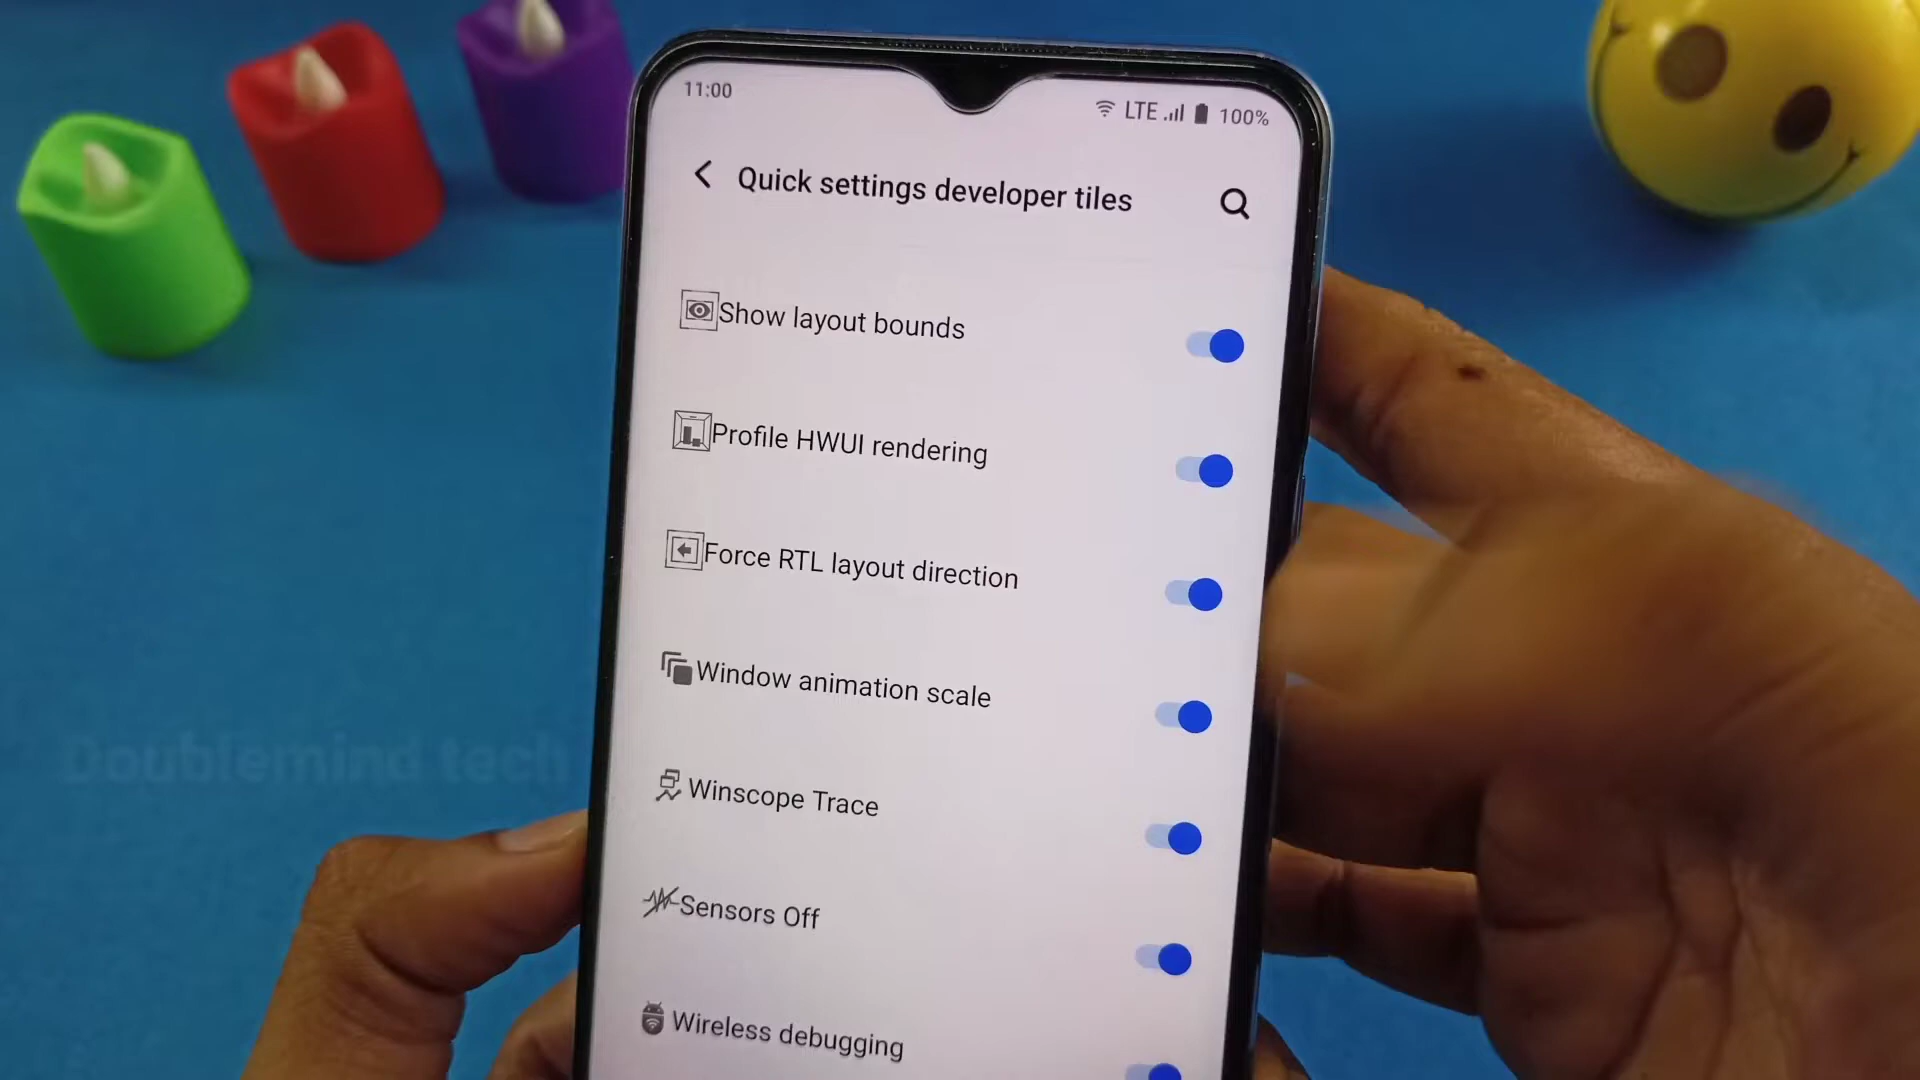 11:00
LTE 100%
Quick settings developer tiles
Show layout bounds
Profile HWUI rendering
Force RTL layout direction
Window animation scale
Winscope Trace
Sensors Off
Wireless debugging
Doublemind tech